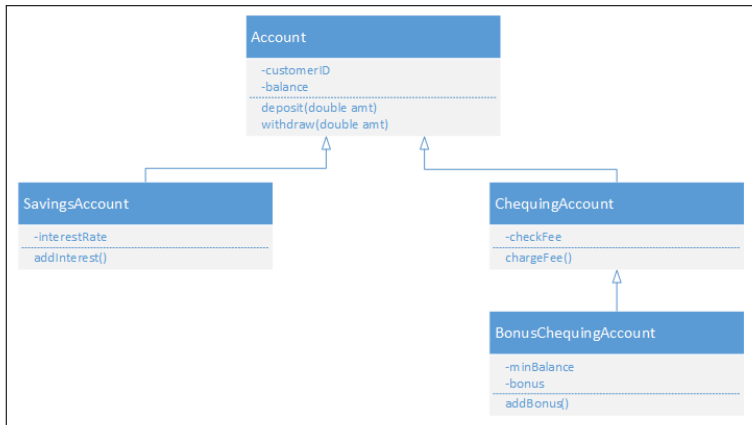 Account
-customerID
-balance
deposit(double amt)
withdraw(double amt)
SavingsAccount
-interestRate
addInterest()
ChequingAccount
-checkFee
chargeFee()
BonusChequingAccount
-minBalance
-bonus
addBonus()